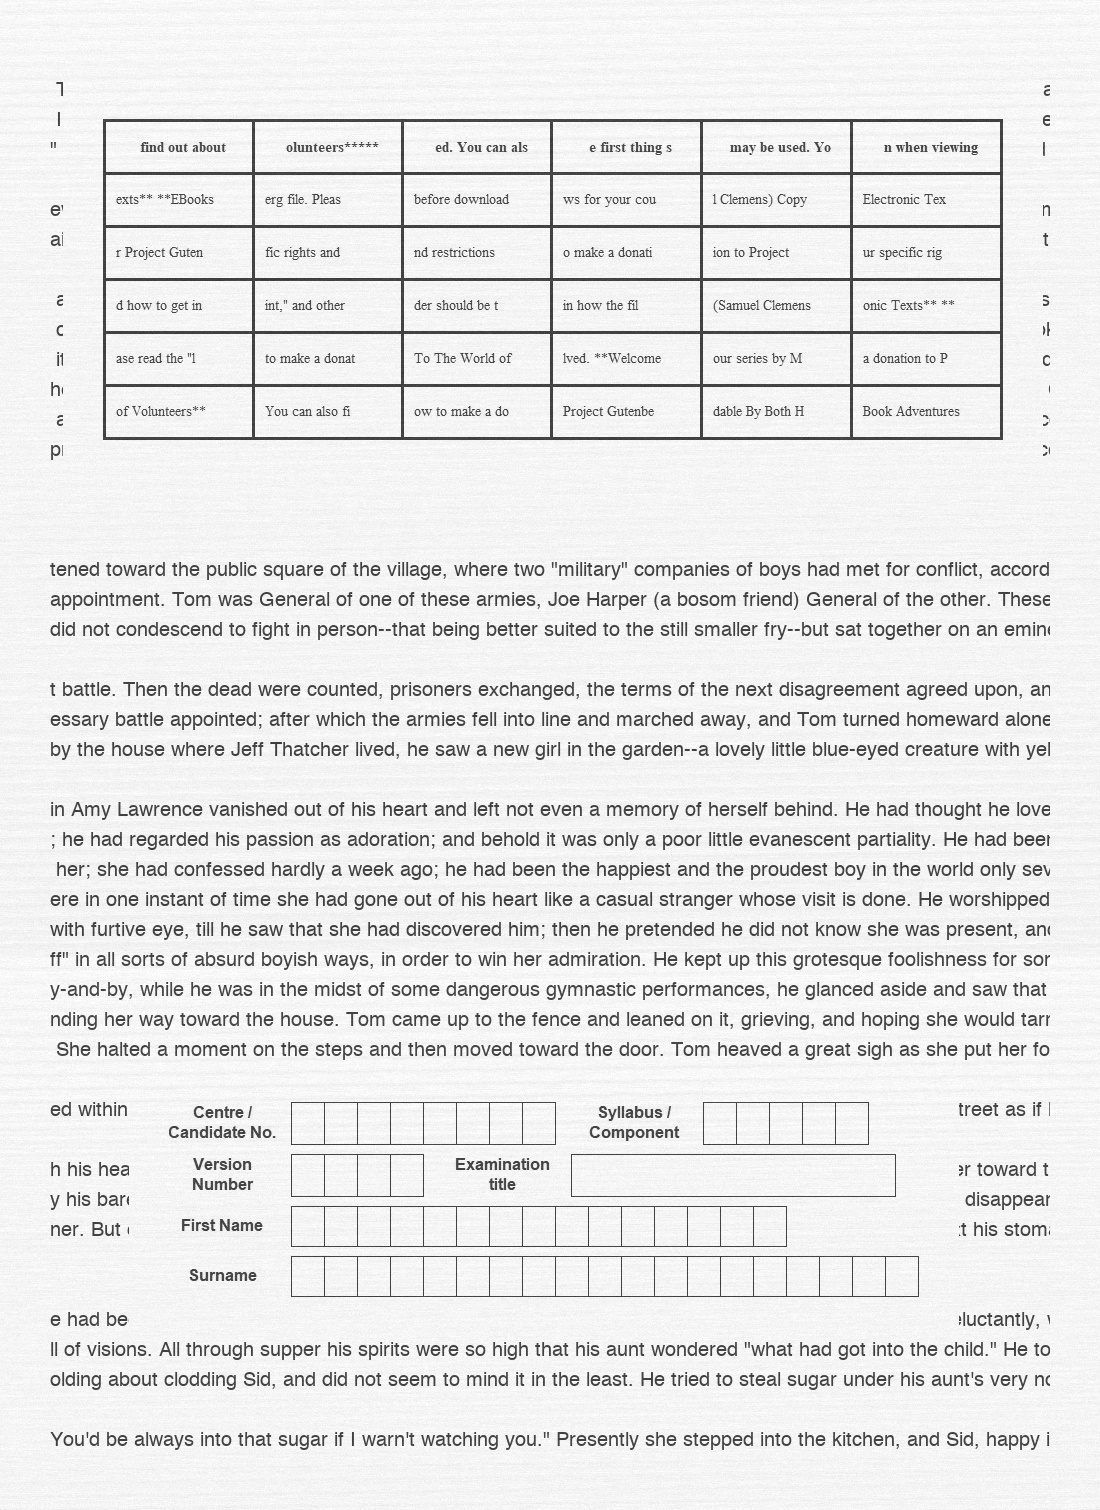 find out about olunteers***** ed. You can als e first thing s may be used. Yo n when viewing
exts** **EBooks erg file. Pleas before download ws for your cou l Clemens) Copy Electronic Tex
r Project Guten fic rights and nd restrictions o make a donati ion to Project ur specific rig
d how to get in int," and other der should be t in how the fil (Samuel Clemens onic Texts** **
ase read the "l to make a donat To The World of lved. **Welcome our series by M a donation to P
of Volunteers** You can also fi ow to make a do Project Gutenbe dable By Both H Book Adventures
tened toward the public square of the village, where two "military" companies of boys had met for conflict, accord
appointment. Tom was General of one of these armies, Joe Harper (a bosom friend) General of the other. These
did not condescend to fight in person--that being better suited to the still smaller fry--but sat together on an emin
t battle. Then the dead were counted, prisoners exchanged, the terms of the next disagreement agreed upon, an
essary battle appointed; after which the armies fell into line and marched away, and Tom turned homeward alone
by the house where Jeff Thatcher lived, he saw a new girl in the garden--a lovely little blue-eyed creature with yel
in Amy Lawrence vanished out of his heart and left not even a memory of herself behind. He had thought he love
; he had regarded his passion as adoration; and behold it was only a poor little evanescent partiality. He had been
her; she had confessed hardly a week ago; he had been the happiest and the proudest boy in the world only sev
ere in one instant of time she had gone out of his heart like a casual stranger whose visit is done. He worshipped
with furtive eye, till he saw that she had discovered him; then he pretended he did not know she was present, and
ff" in all sorts of absurd boyish ways, in order to win her admiration. He kept up this grotesque foolishness for som
y-and-by, while he was in the midst of some dangerous gymnastic performances, he glanced aside and saw that
nding her way toward the house. Tom came up to the fence and leaned on it, grieving, and hoping she would tarr
She halted a moment on the steps and then moved toward the door. Tom heaved a great sigh as she put her fo
ed within treet as if
Centre / Candidate No. Syllabus / Component
h his hea er toward t
Version Number Examination title
y his bare disappear
ner. But t his stoma
First Name
Surname
e had be eluctantly,
ll of visions. All through supper his spirits were so high that his aunt wondered "what had got into the child." He to
olding about clodding Sid, and did not seem to mind it in the least. He tried to steal sugar under his aunt's very no
You'd be always into that sugar if I warn't watching you." Presently she stepped into the kitchen, and Sid, happy i